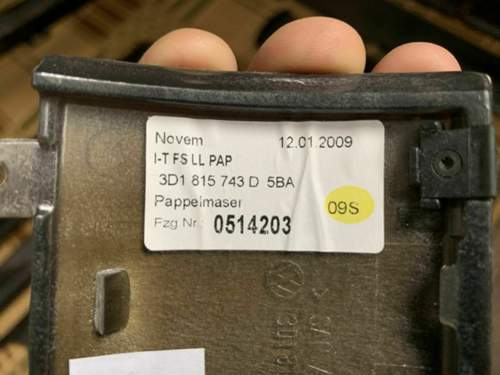 Novem 12.01.2009
I-T FS LL PAP
3D1 815 743 D 5BA
Pappelmaser
09S
Fzg Nr.: 0514203